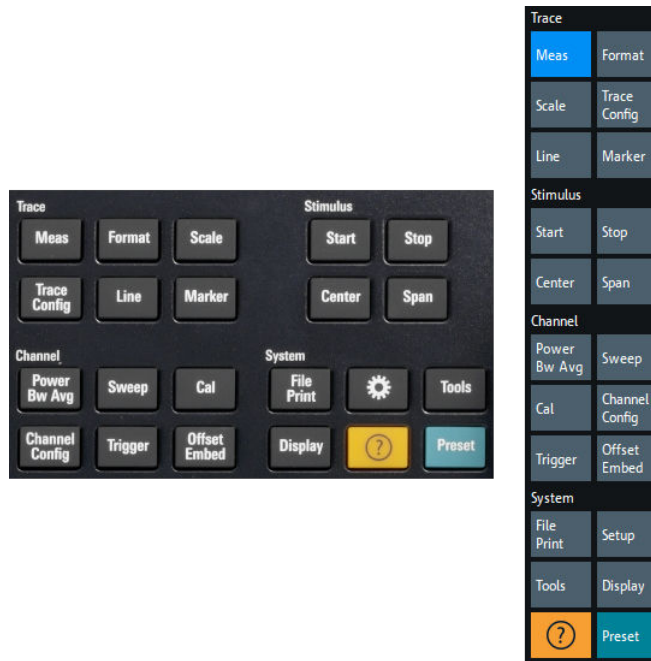 Trace
Meas
Format
Scale
Trace
Config
Line
Marker
Stimulus
Start
Stop
Center
Span
Channel
Power
Bw Avg
Sweep
Cal
Channel
Config
Trigger
Offset
Embed
System
File
Print
Tools
Display
?
Preset
Trace
Meas
Format
Scale
Trace
Config
Line
Marker
Stimulus
Start
Stop
Center
Span
Channel
Power
Bw Avg
Sweep
Cal
Channel
Config
Trigger
Offset
Embed
System
File
Print
Setup
Tools
Display
?
Preset